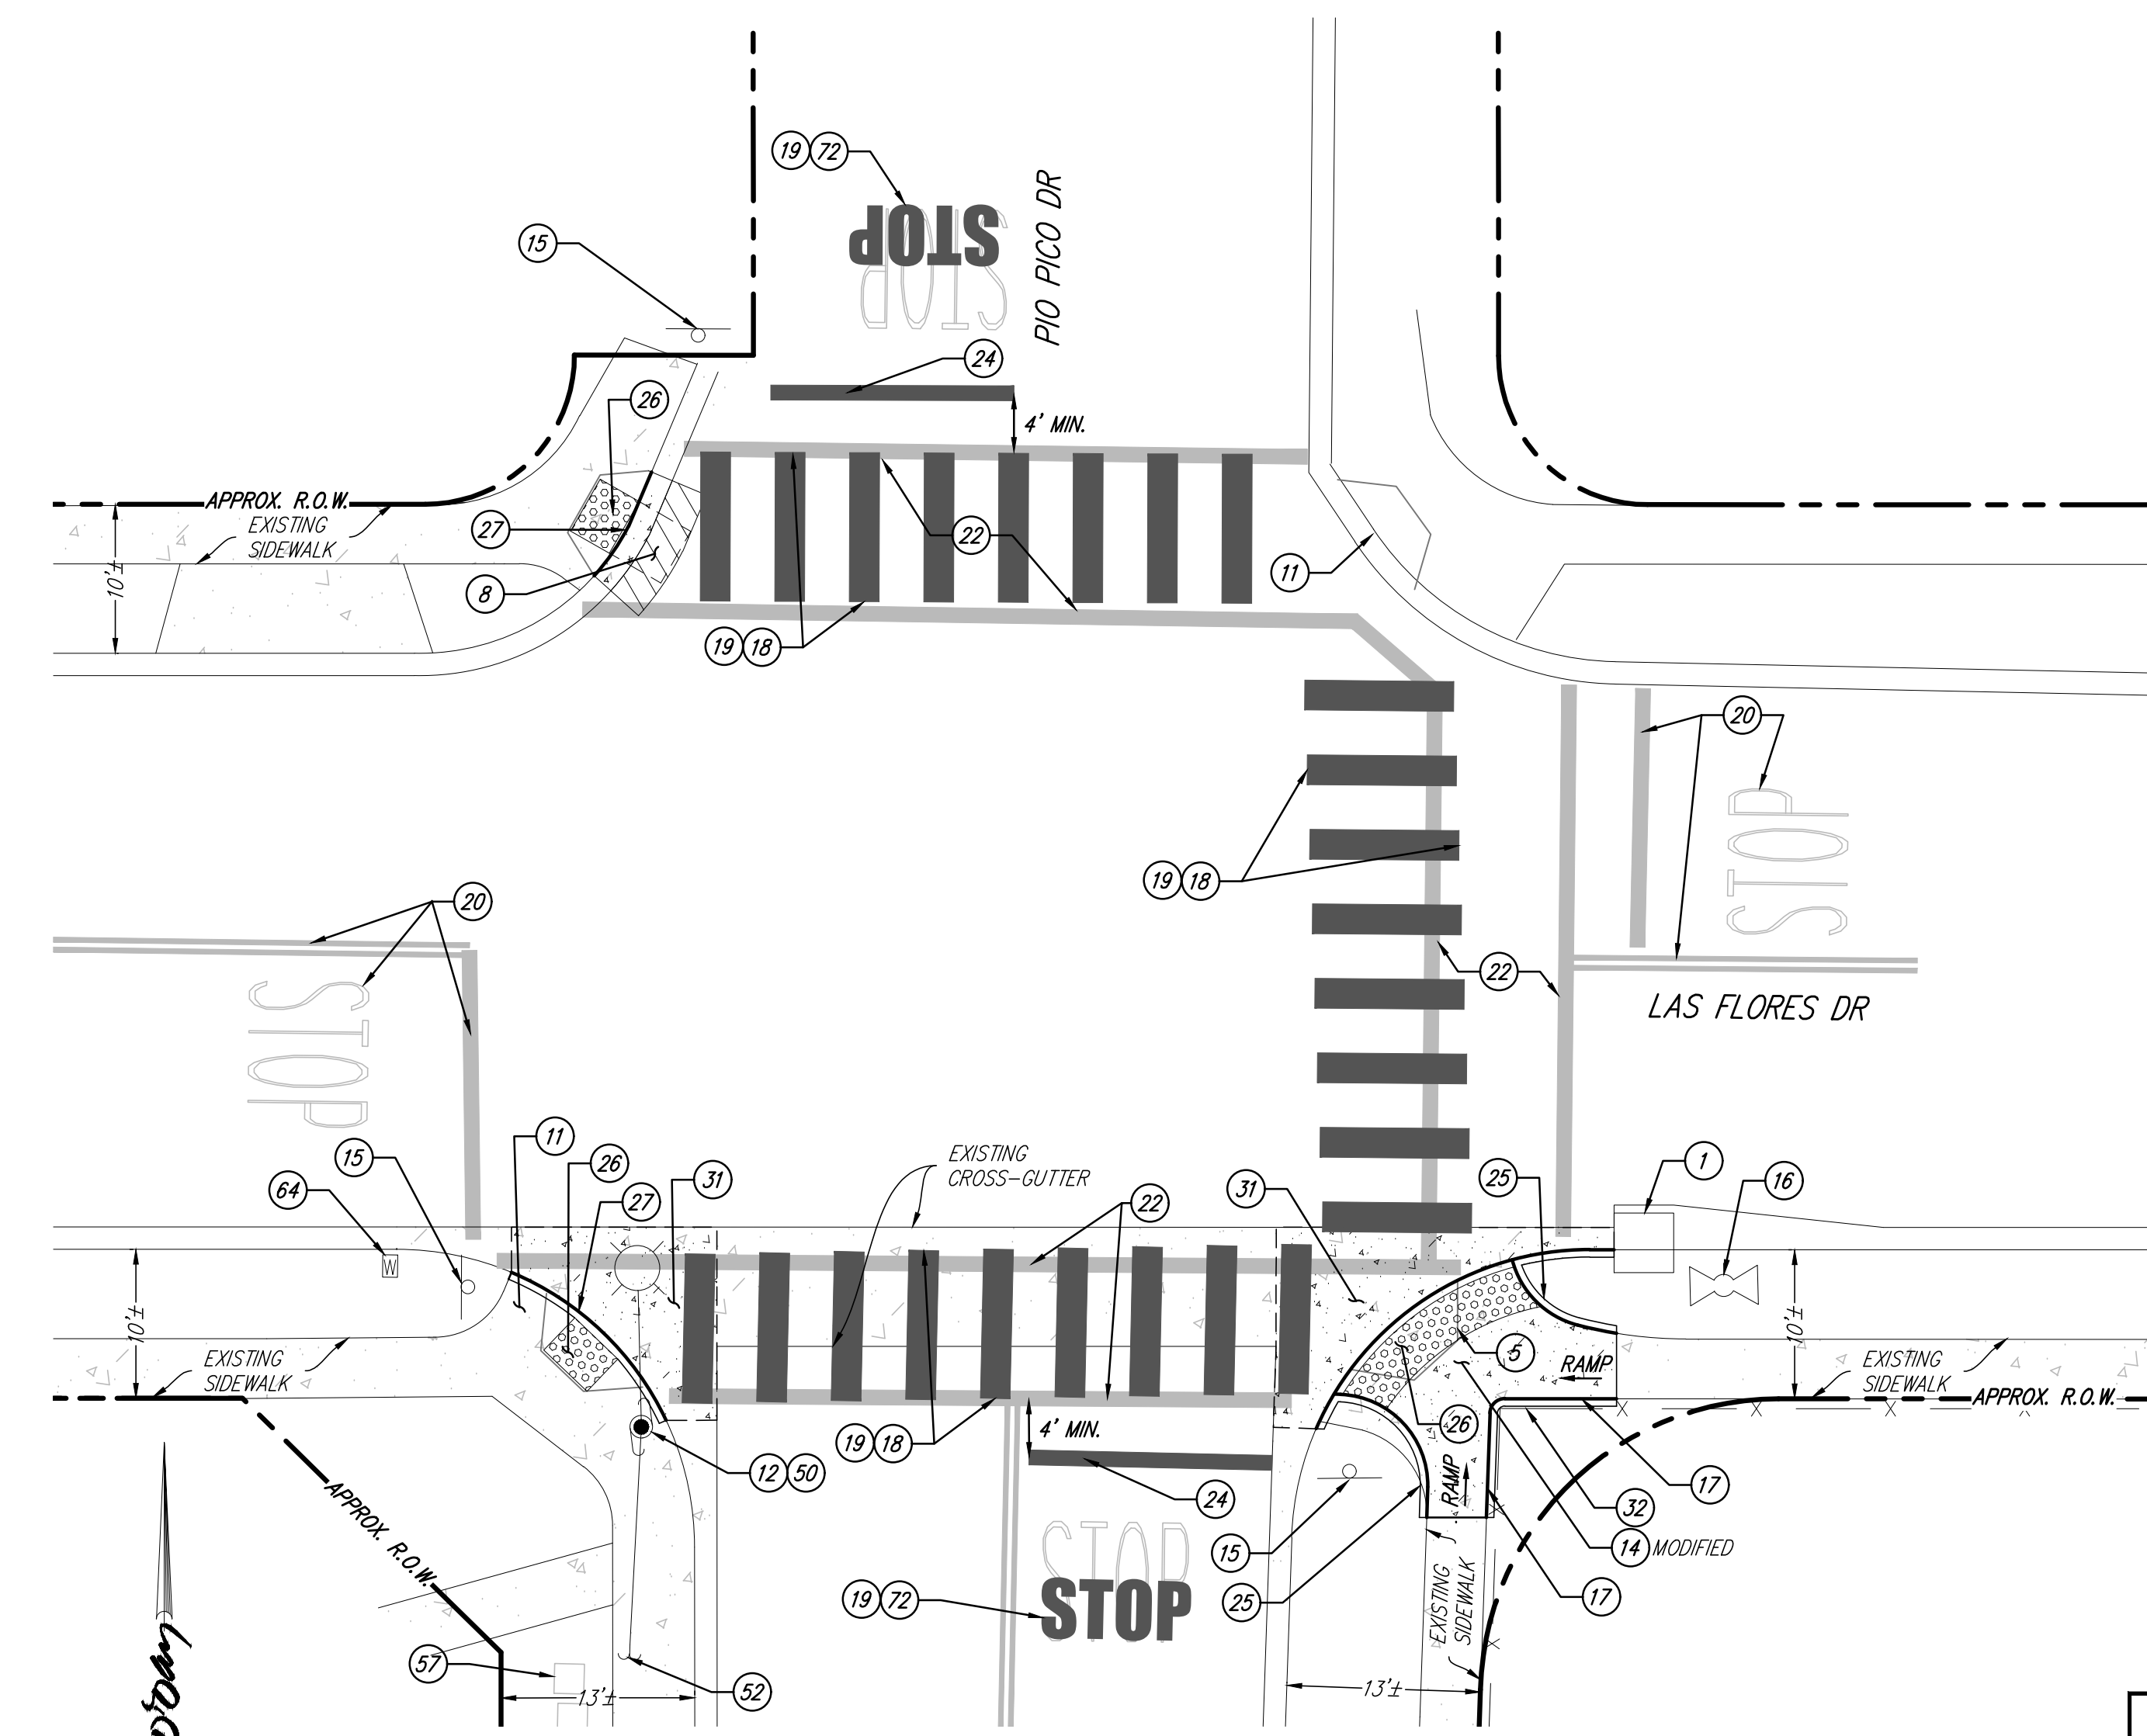 19 72
STOP
STOP
PIO PICO DR
15
24
4' MIN.
26
APPROX. R.O.W.
EXISTING
SIDEWALK
27
22
11
8
10'±
19 18
20
STOP
19 18
20
22
LAS FLORES DR
STOP
11
15
26
64
27
31
EXISTING
CROSS-GUTTER
22
31
25
1
16
W
10'±
EXISTING
SIDEWALK
5
RAMP
10'±
EXISTING
SIDEWALK
APPROX. R.O.W.
26
19 18
4' MIN.
12 50
24
RAMP
17
32
14 MODIFIED
APPROX. R.O.W.
STOP
STOP
15
19 72
25
17
EXISTING
SIDEWALK
57
52
13'±
13'±